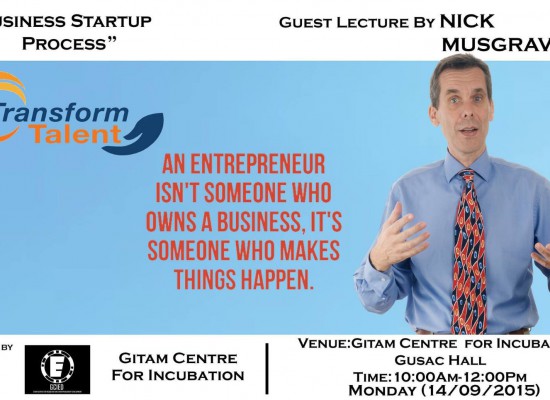 USINESS STARTUP
PROCESS”
GUEST LECTURE BY NICK
MUSGRAV
Transform
Talent
AN ENTREPRENEUR
ISN'T SOMEONE WHO
OWNS A BUSINESS, IT'S
SOMEONE WHO MAKES
THINGS HAPPEN.
BY
E
GCIEO
GITAM CENTRE
FOR INCUBATION
VENUE:GITAM CENTRE FOR INCUBA
GUSAC HALL
TIME:10:00AM-12:00PM
MONDAY (14/09/2015)